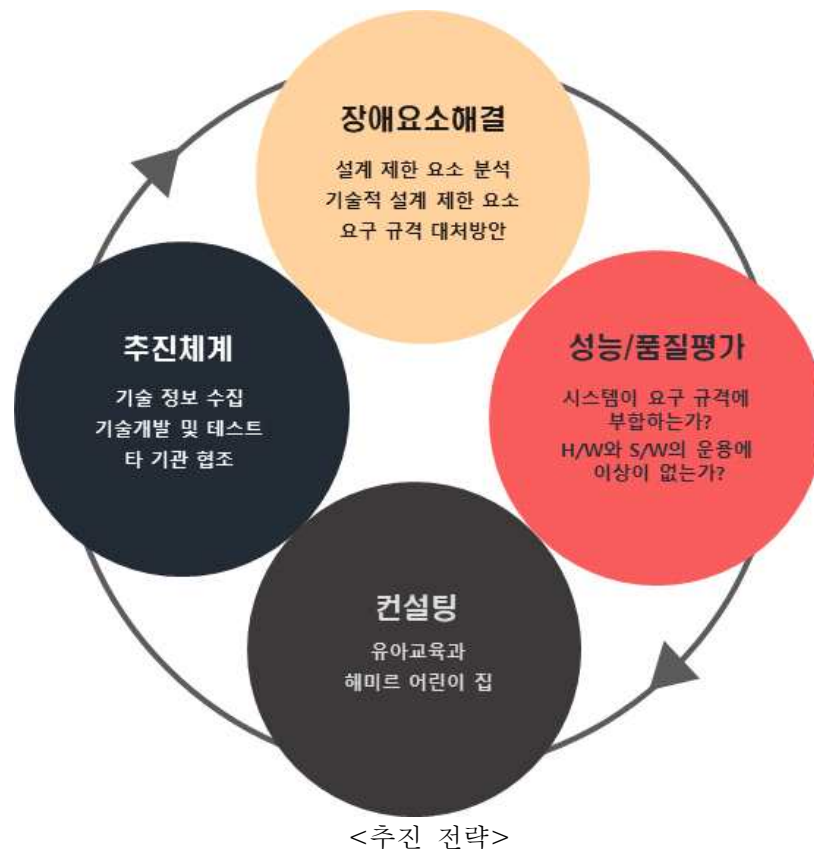 장애요소해결
설계 제한 요소 분석
기술적 설계 제한 요소
요구 규격 대처방안
추진체계
기술 정보 수집
기술개발 및 테스트
타 기관 협조
성능/품질평가
시스템이 요구 규격에
부합하는가?
H/W와 S/W의 운용에
이상이 없는가?
컨설팅
유아교육과
헤미르 어린이 집
<추진 전략>